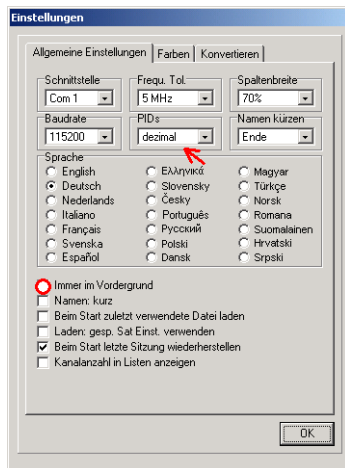 Einstellungen
Allgemeine Einstellungen Farben Konvertieren
Schnittstelle Frequ. Tol. Spaltenbreite
Com 1 5 MHz 70%
Baudrate PIDs Namen kürzen
115200 dezimal Ende
Sprache
English Ελληνικά Magyar
Deutsch Slovensky Türkçe
Nederlands Česky Norsk
Italiano Português Romana
Français Русский Suomalainen
Svenska Polski Hrvatski
Español Dansk Srpski
Immer im Vordergrund
Namen: kurz
Beim Start zuletzt verwendete Datei laden
Laden: gesp. Sat Einst. verwenden
Beim Start letzte Sitzung wiederherstellen
Kanalanzahl in Listen anzeigen
OK